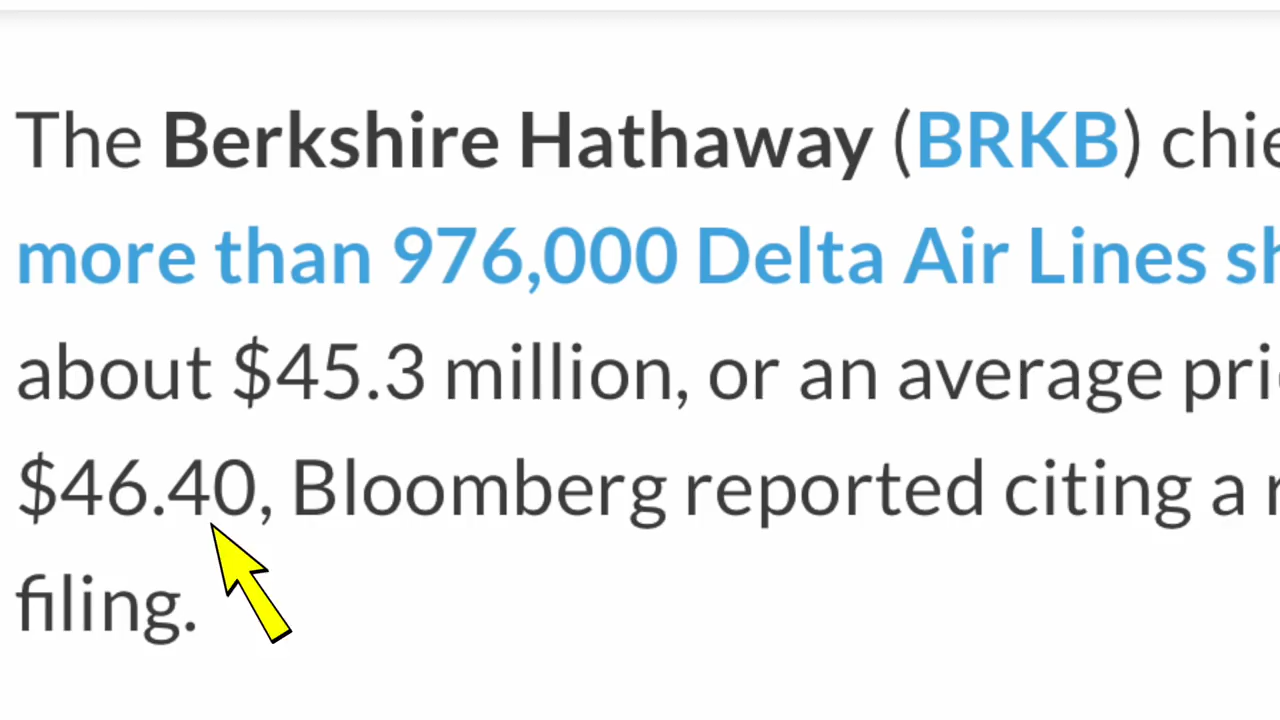 The Berkshire Hathaway (BRKB) chie
more than 976,000 Delta Air Lines sh
about $45.3 million, or an average pri
$46.40, Bloomberg reported citing a r
filing.